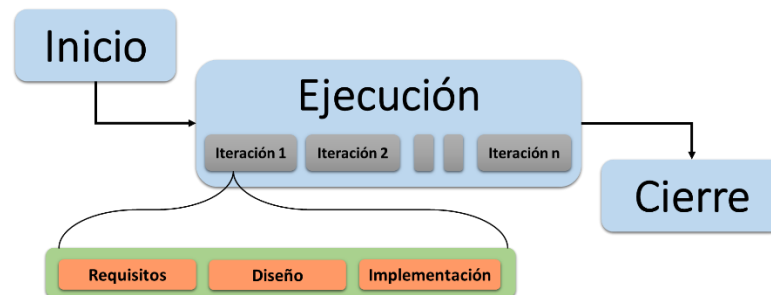 Inicio
Ejecución
Iteración 1
Iteración 2
Iteración n
Cierre
Requisitos
Diseño
Implementación